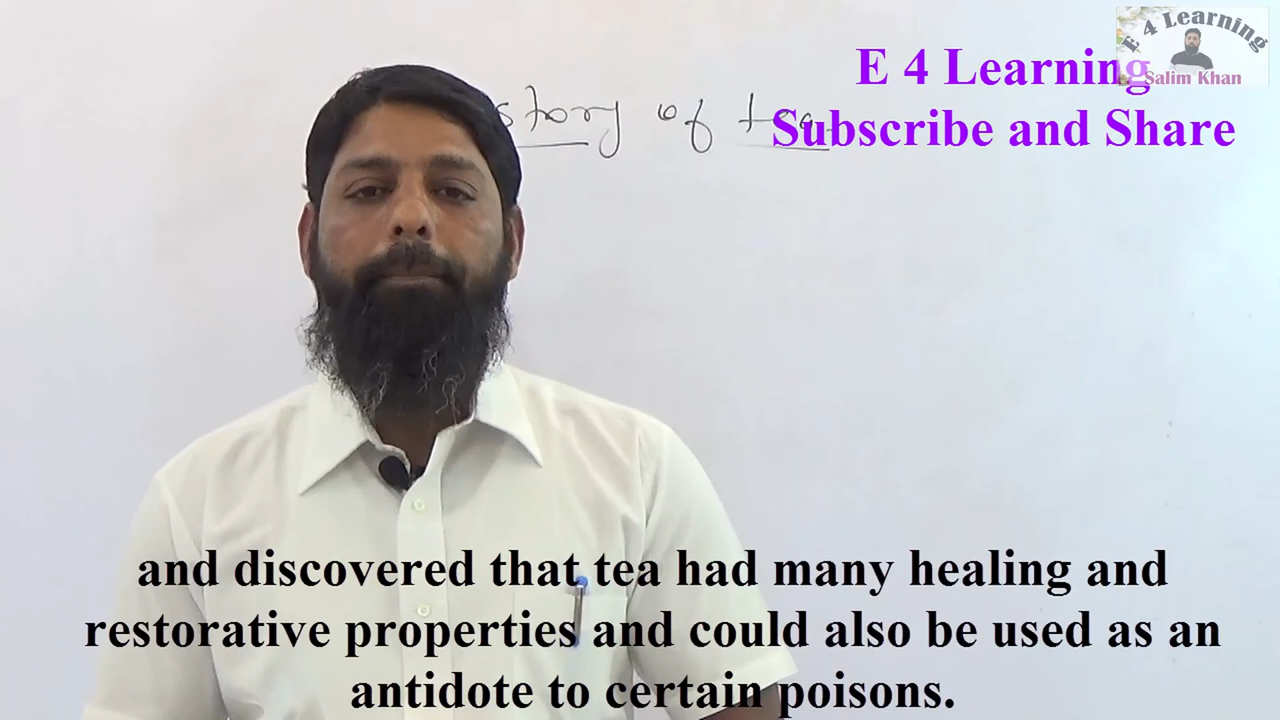 E 4 Learning
Salim Khan
E 4 Learning
Subscribe and Share
story of tea
and discovered that tea had many healing and
restorative properties and could also be used as an
antidote to certain poisons.